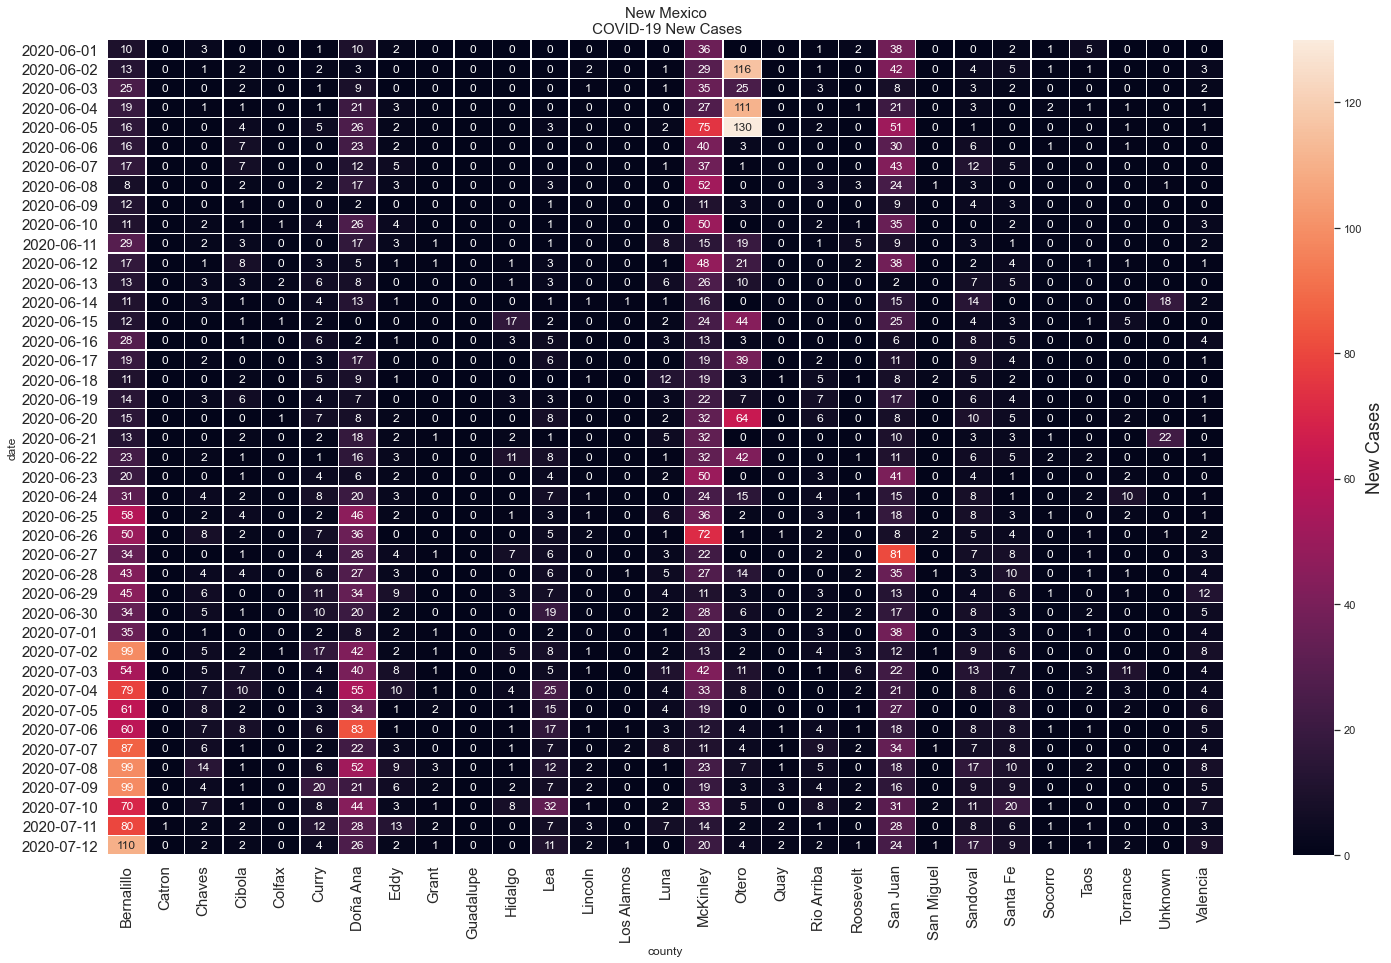 New Mexico
COVID-19 New Cases
2020-06-01 10 0 3 0 0 1 10 2 0 0 0 0 0 0 0 36 0 0 1 2 38 0 0 2 1 5 0 0 0
2020-06-02 13 0 1 2 0 2 3 0 0 0 0 0 2 0 1 29 116 0 1 0 42 0 4 5 1 1 0 0 3
2020-06-03 25 0 0 2 0 1 9 0 0 0 0 0 1 0 1 35 25 0 3 0 8 0 3 2 0 0 0 0 2
2020-06-04 19 0 1 1 0 1 21 3 0 0 0 0 0 0 0 27 111 0 0 1 21 0 3 0 2 1 1 0 1
2020-06-05 16 0 0 4 0 5 26 2 0 0 0 3 0 0 2 75 130 0 2 0 51 0 1 0 0 0 1 0 1
2020-06-06 16 0 0 7 0 0 23 2 0 0 0 0 0 0 0 40 3 0 0 0 30 0 6 0 1 0 1 0 0
2020-06-07 17 0 0 7 0 0 12 5 0 0 0 0 0 0 1 37 1 0 0 0 43 0 12 5 0 0 0 0 0
2020-06-08 8 0 0 2 0 2 17 3 0 0 0 3 0 0 0 52 0 0 3 3 24 1 3 0 0 0 0 1 0
2020-06-09 12 0 0 1 0 0 2 0 0 0 0 1 0 0 0 11 3 0 0 0 9 0 4 3 0 0 0 0 0
2020-06-10 11 0 2 1 1 4 26 4 0 0 0 1 0 0 0 50 0 0 2 1 35 0 0 2 0 0 0 0 3
2020-06-11 29 0 2 3 0 0 17 3 1 0 0 1 0 0 8 15 19 0 1 5 9 0 3 1 0 0 0 0 2
2020-06-12 17 0 1 8 0 3 5 1 1 0 1 3 0 0 1 48 21 0 0 2 38 0 2 4 0 1 1 0 1
2020-06-13 13 0 3 3 2 6 8 0 0 0 1 3 0 0 6 26 10 0 0 0 2 0 7 5 0 0 0 0 0
2020-06-14 11 0 3 1 0 4 13 1 0 0 0 1 1 1 1 16 0 0 0 0 15 0 14 0 0 0 0 18 2
2020-06-15 12 0 0 1 1 2 0 0 0 0 17 2 0 0 2 24 44 0 0 0 25 0 4 3 0 1 5 0 0
2020-06-16 28 0 0 1 0 6 2 1 0 0 3 5 0 0 3 13 3 0 0 0 6 0 8 5 0 0 0 0 4
2020-06-17 19 0 2 0 0 3 17 0 0 0 0 6 0 0 0 19 39 0 2 0 11 0 9 4 0 0 0 0 1
2020-06-18 11 0 0 2 0 5 9 1 0 0 0 0 1 0 12 19 3 1 5 1 8 2 5 2 0 0 0 0 0
2020-06-19 14 0 3 6 0 4 7 0 0 0 3 3 0 0 3 22 7 0 7 0 17 0 6 4 0 0 0 0 1
2020-06-20 15 0 0 0 1 7 8 2 0 0 0 8 0 0 2 32 64 0 6 0 8 0 10 5 0 0 2 0 1
2020-06-21 13 0 0 2 0 2 18 2 1 0 2 1 0 0 5 32 0 0 0 0 10 0 3 3 1 0 0 22 0
2020-06-22 23 0 2 1 0 1 16 3 0 0 11 8 0 0 1 32 42 0 0 1 11 0 6 5 2 2 0 0 1
2020-06-23 20 0 0 1 0 4 6 2 0 0 0 4 0 0 2 50 0 0 3 0 41 0 4 1 0 0 2 0 0
2020-06-24 31 0 4 2 0 8 20 3 0 0 0 7 1 0 0 24 15 0 4 1 15 0 8 1 0 2 10 0 1
2020-06-25 58 0 2 4 0 2 46 2 0 0 1 3 1 0 6 36 2 0 3 1 18 0 8 3 1 0 2 0 1
2020-06-26 50 0 8 2 0 7 36 0 0 0 0 5 2 0 1 72 1 1 2 0 8 2 5 4 0 1 0 1 2
2020-06-27 34 0 0 1 0 4 26 4 1 0 7 6 0 0 3 22 0 0 2 0 81 0 7 8 0 1 0 0 3
2020-06-28 43 0 4 4 0 6 27 3 0 0 0 6 0 1 5 27 14 0 0 2 35 1 3 10 0 1 1 0 4
2020-06-29 45 0 6 0 0 11 34 9 0 0 3 7 0 0 4 11 3 0 3 0 13 0 4 6 1 0 1 0 12
2020-06-30 34 0 5 1 0 10 20 2 0 0 0 19 0 0 2 28 6 0 2 2 17 0 8 3 0 2 0 0 5
2020-07-01 35 0 1 0 0 2 8 2 1 0 0 2 0 0 1 20 3 0 3 0 38 0 3 3 0 1 0 0 4
2020-07-02 99 0 5 2 1 17 42 2 1 0 5 8 1 0 2 13 2 0 4 3 12 1 9 6 0 0 0 0 8
2020-07-03 54 0 5 7 0 4 40 8 1 0 0 5 1 0 11 42 11 0 1 6 22 0 13 7 0 3 11 0 4
2020-07-04 79 0 7 10 0 4 55 10 1 0 4 25 0 0 4 33 8 0 0 2 21 0 8 6 0 2 3 0 4
2020-07-05 61 0 8 2 0 3 34 1 2 0 1 15 0 0 4 19 0 0 0 1 27 0 0 8 0 0 2 0 6
2020-07-06 60 0 7 8 0 6 83 1 0 0 1 17 1 1 3 12 4 1 4 1 18 0 8 8 1 1 0 0 5
2020-07-07 87 0 6 1 0 2 22 3 0 0 1 7 0 2 8 11 4 1 9 2 34 1 7 8 0 0 0 0 4
2020-07-08 99 0 14 1 0 6 52 9 3 0 1 12 2 0 1 23 7 1 5 0 18 0 17 10 0 2 0 0 8
2020-07-09 99 0 4 1 0 20 21 6 2 0 2 7 2 0 0 19 3 3 4 2 16 0 9 9 0 0 0 0 5
2020-07-10 70 0 7 1 0 8 44 3 1 0 8 32 1 0 2 33 5 0 8 2 31 2 11 20 1 0 0 0 7
2020-07-11 80 1 2 2 0 12 28 13 2 0 0 7 3 0 7 14 2 2 1 0 28 0 8 6 1 1 0 0 3
2020-07-12 110 0 2 2 0 4 26 2 1 0 0 11 2 1 0 20 4 2 2 1 24 1 17 9 1 1 2 0 9
Bernalillo Catron Chaves Cibola Colfax Curry Doña Ana Eddy Grant Guadalupe Hidalgo Lea Lincoln Los Alamos Luna McKinley Otero Quay Rio Arriba Roosevelt San Juan San Miguel Sandoval Santa Fe Socorro Taos Torrance Unknown Valencia
county
date
120
100
80
60
40
20
0
New Cases